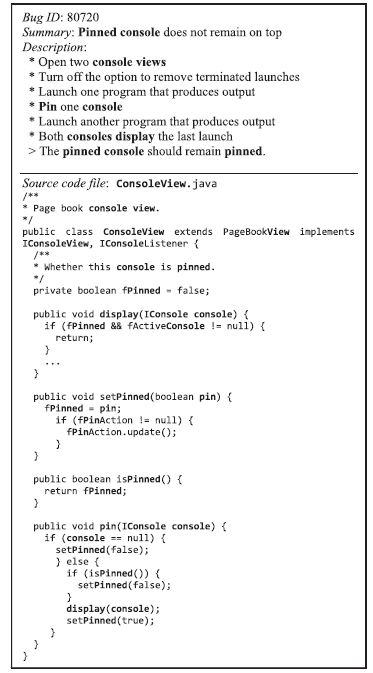 Bug ID: 80720
Summary: Pinned console does not remain on top
Description:
* Open two console views
* Turn off the option to remove terminated launches
* Launch one program that produces output
* Pin one console
* Launch another program that produces output
* Both consoles display the last launch
> The pinned console should remain pinned.
Source code file: ConsoleView.java
/**
* Page book console view.
*/
public class ConsoleView extends PageBookView implements
IConsoleView, IConsoleListener {
/**
* Whether this console is pinned.
*/
private boolean fPinned = false;
public void display(IConsole console) {
if (fPinned && fActiveConsole != null) {
return;
}
...
}
public void setPinned(boolean pin) {
fPinned = pin;
if (fPinAction != null) {
fPinAction.update();
}
}
public boolean isPinned() {
return fPinned;
}
public void pin(IConsole console) {
if (console == null) {
setPinned(false);
} else {
if (isPinned()) {
setPinned(false);
}
display(console);
setPinned(true);
}
}
}